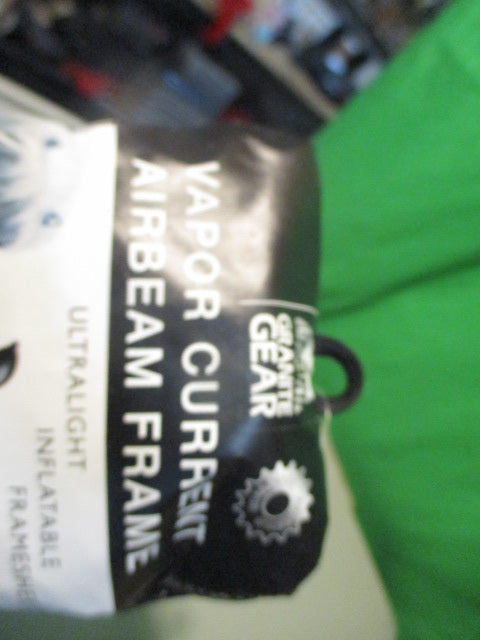 GRANITE
GEAR
VAPOR CURRENT
AIRBEAM FRAME
ULTRALIGHT
INFLATABLE